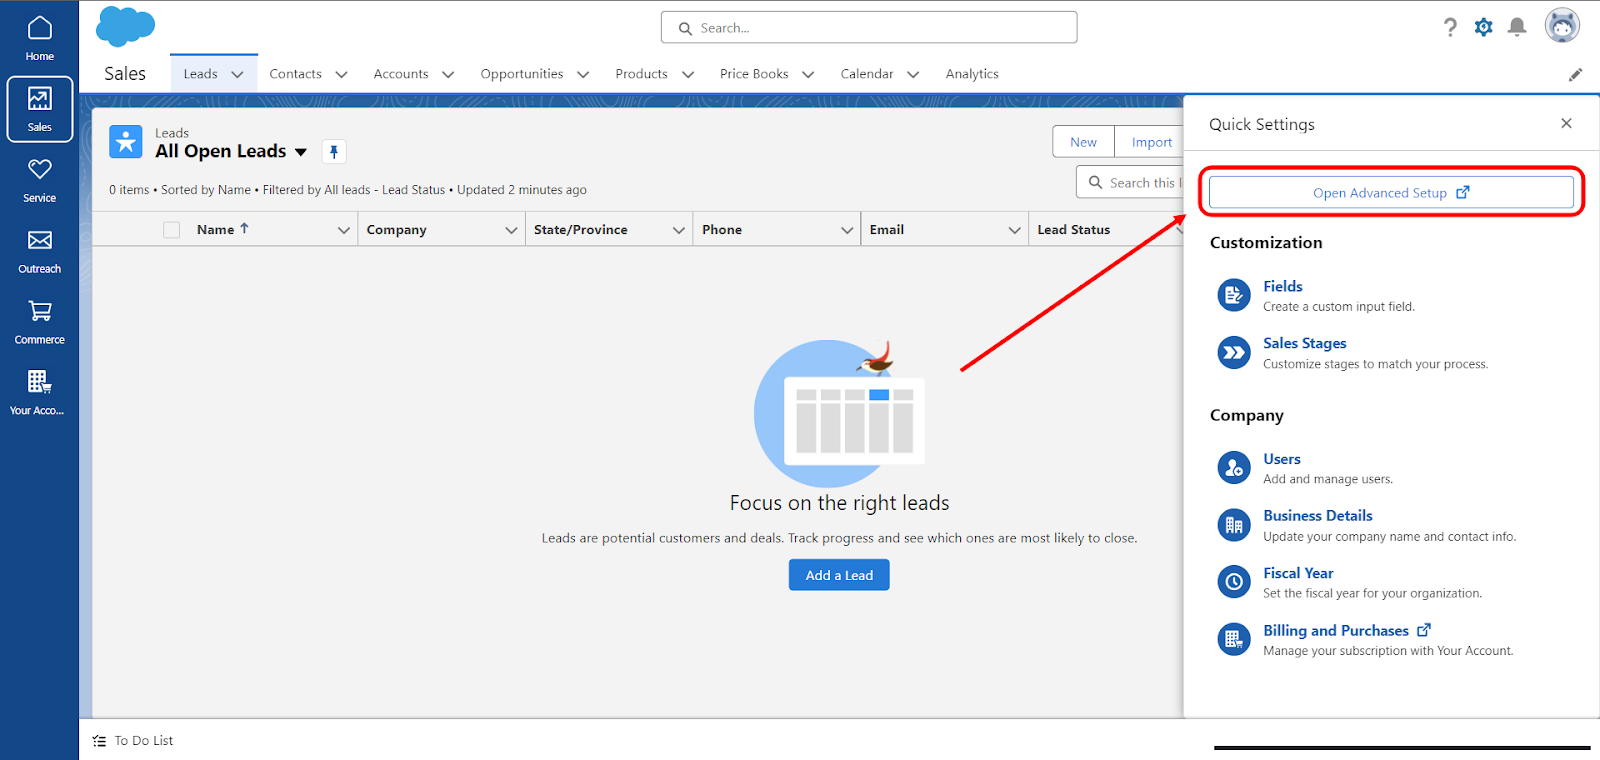 Home
Sales
Service
Outreach
Commerce
Your Acco...
Search...
Sales
Leads
Contacts
Accounts
Opportunities
Products
Price Books
Calendar
Analytics
Leads
All Open Leads
0 items • Sorted by Name • Filtered by All leads - Lead Status • Updated 2 minutes ago
New
Import
Search this l
Name
Company
State/Province
Phone
Email
Lead Status
Focus on the right leads
Leads are potential customers and deals. Track progress and see which ones are most likely to close.
Add a Lead
Quick Settings
Open Advanced Setup
Customization
Fields
Create a custom input field.
Sales Stages
Customize stages to match your process.
Company
Users
Add and manage users.
Business Details
Update your company name and contact info.
Fiscal Year
Set the fiscal year for your organization.
Billing and Purchases
Manage your subscription with Your Account.
To Do List